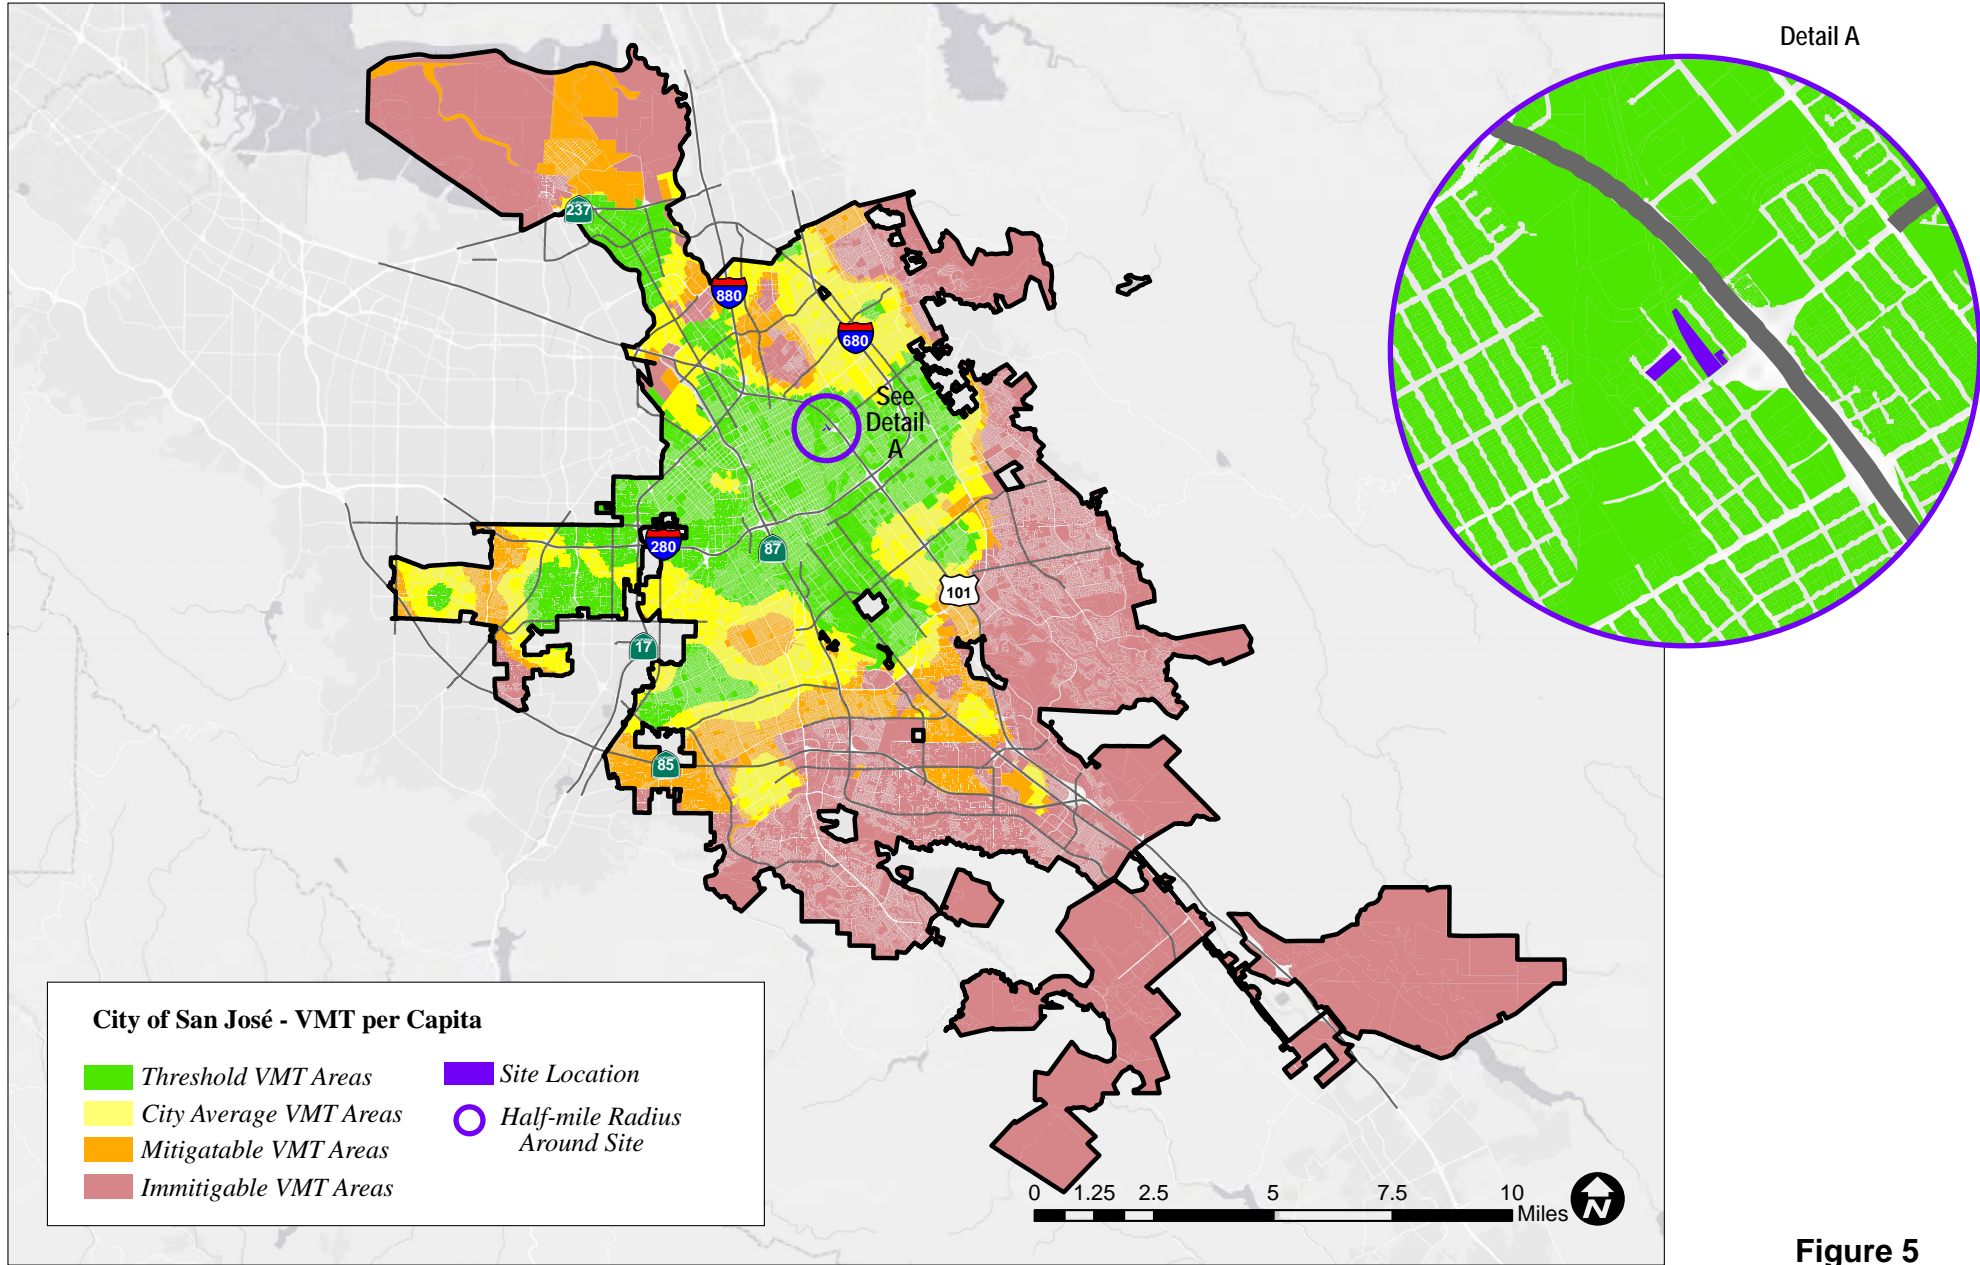 Detail A
237
880
680
See
Detail
A
280
87
101
17
85
City of San José - VMT per Capita
Threshold VMT Areas
City Average VMT Areas
Mitigatable VMT Areas
Immitigable VMT Areas
Site Location
Half-mile Radius
Around Site
0 1.25 2.5 5 7.5 10
Miles
N
Figure 5